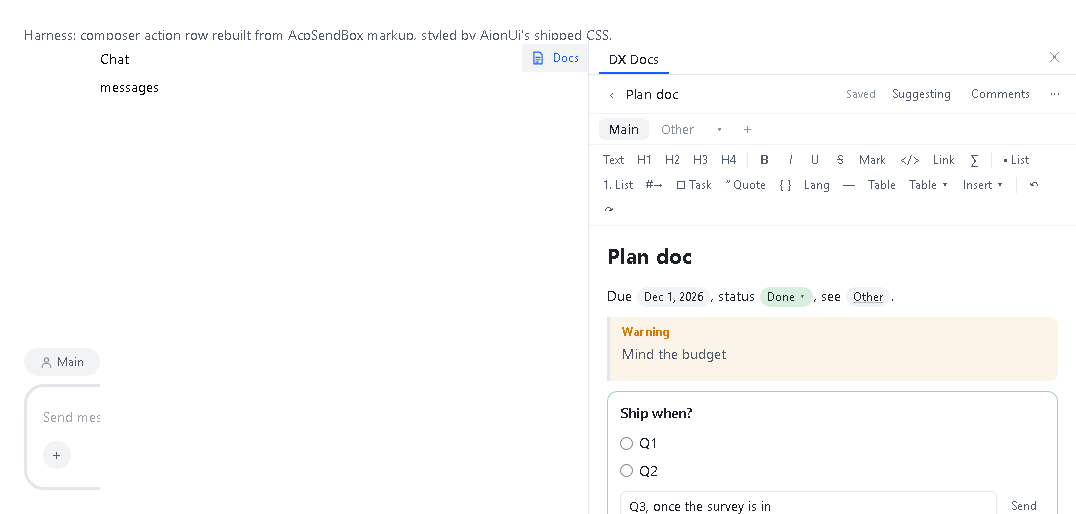 Harness: composer action row rebuilt from AcpSendBox markup, styled by AionUi's shipped CSS.
Chat
messages
Docs
Main
Send mes
+
DX Docs
‹ Plan doc Saved Suggesting Comments ···
Main Other ▾ +
Text H1 H2 H3 H4 B I U S Mark </> Link ∑ • List
1. List #→ ☐ Task ” Quote { } Lang — Table Table ▾ Insert ▾ ↶
↷
Plan doc
Due Dec 1, 2026 , status Done ▾ , see Other .
Warning
Mind the budget
Ship when?
Q1
Q2
Q3, once the survey is in Send